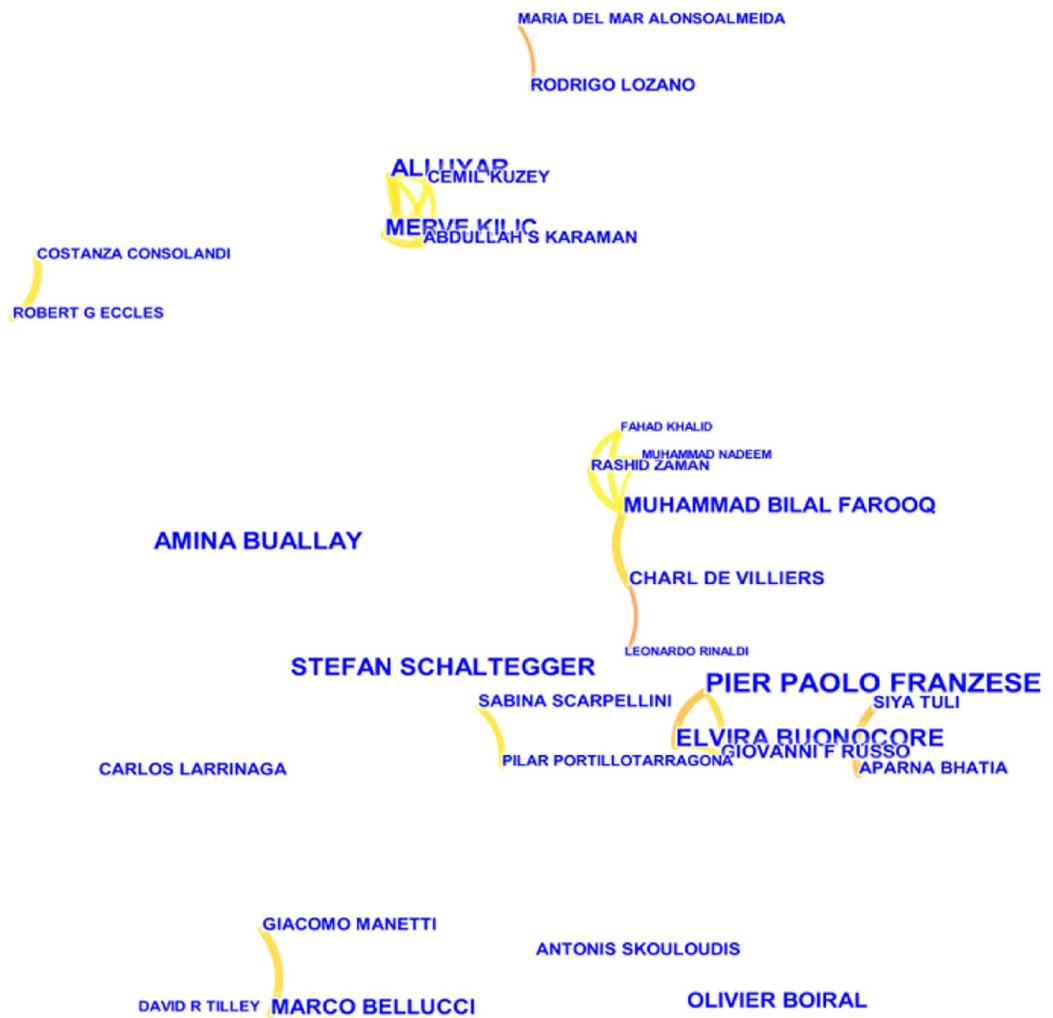 MARIA DEL MAR ALONSOALMEIDA
RODRIGO LOZANO
ALI UYAR
CEMIL KUZEY
MERVE KILIC
ABDULLAH S KARAMAN
COSTANZA CONSOLANDI
ROBERT G ECCLES
FAHAD KHALID
MUHAMMAD NADEEM
RASHID ZAMAN
MUHAMMAD BILAL FAROOQ
AMINA BUALLAY
CHARL DE VILLIERS
LEONARDO RINALDI
STEFAN SCHALTEGGER
PIER PAOLO FRANZESE
SABINA SCARPELLINI
SIYA TULI
ELVIRA BUONOCORE
GIOVANNI F RUSSO
PILAR PORTILLOTARRAGONA
CARLOS LARRINAGA
APARNA BHATIA
GIACOMO MANETTI
ANTONIS SKOULOUDIS
DAVID R TILLEY
MARCO BELLUCCI
OLIVIER BOIRAL